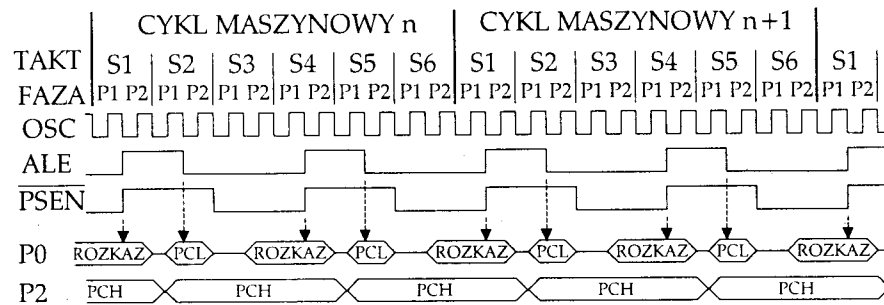 CYKL MASZYNOWY n CYKL MASZYNOWY n+1
TAKT S1 S2 S3 S4 S5 S6 S1 S2 S3 S4 S5 S6 S1
FAZA P1 P2 P1 P2 P1 P2 P1 P2 P1 P2 P1 P2 P1 P2 P1 P2 P1 P2 P1 P2 P1 P2 P1 P2 P1 P2
OSC
ALE
PSEN
P0 ROZKAZ PCL ROZKAZ PCL ROZKAZ PCL ROZKAZ PCL ROZKAZ
P2 PCH PCH PCH PCH PCH